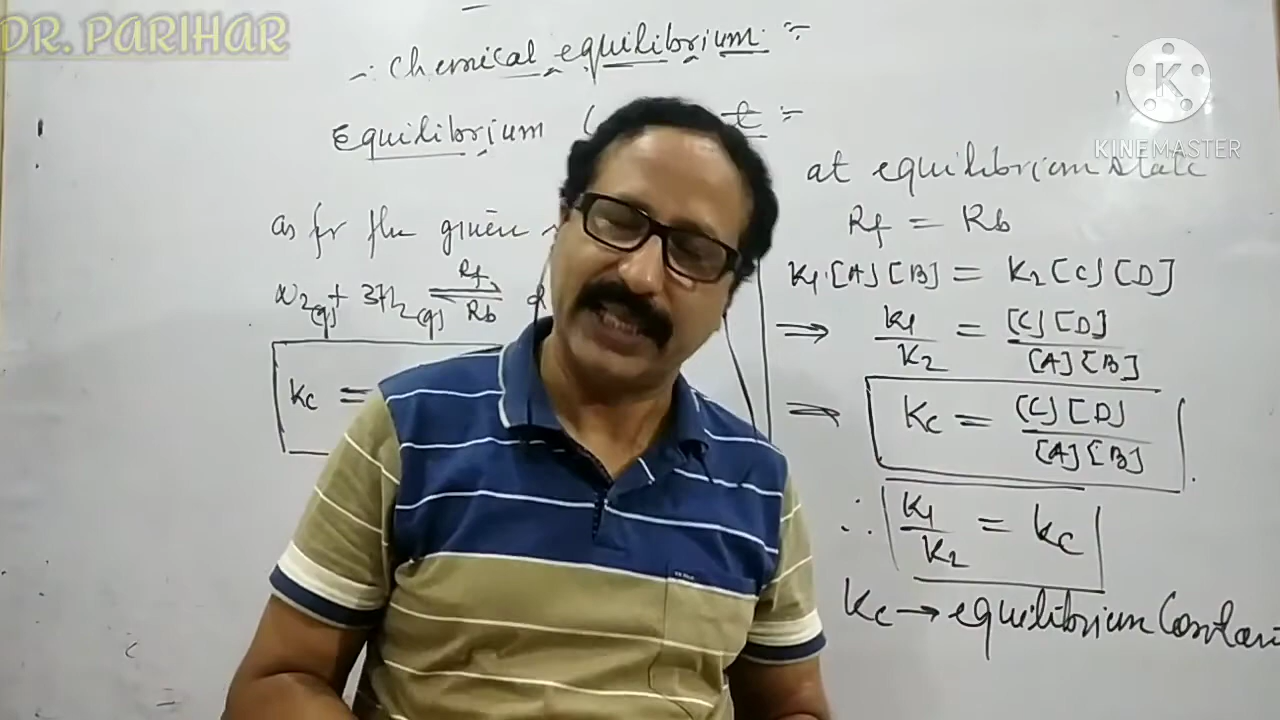 DR. PARIHAR
K
KINEMASTER
-: Chemical equilibrium :-
Equilibrium ( t :-
as for the given
N2(g) + 3H2(g) Rf Rb
Kc =
at equilibrium state
Rf = Rb
K1·[A][B] = K2[C][D]
⇒ K1/K2 = [C][D]/[A][B]
⇒ Kc = [C][D]/[A][B]
∴ K1/K2 = Kc
Kc → equilibrium Constan